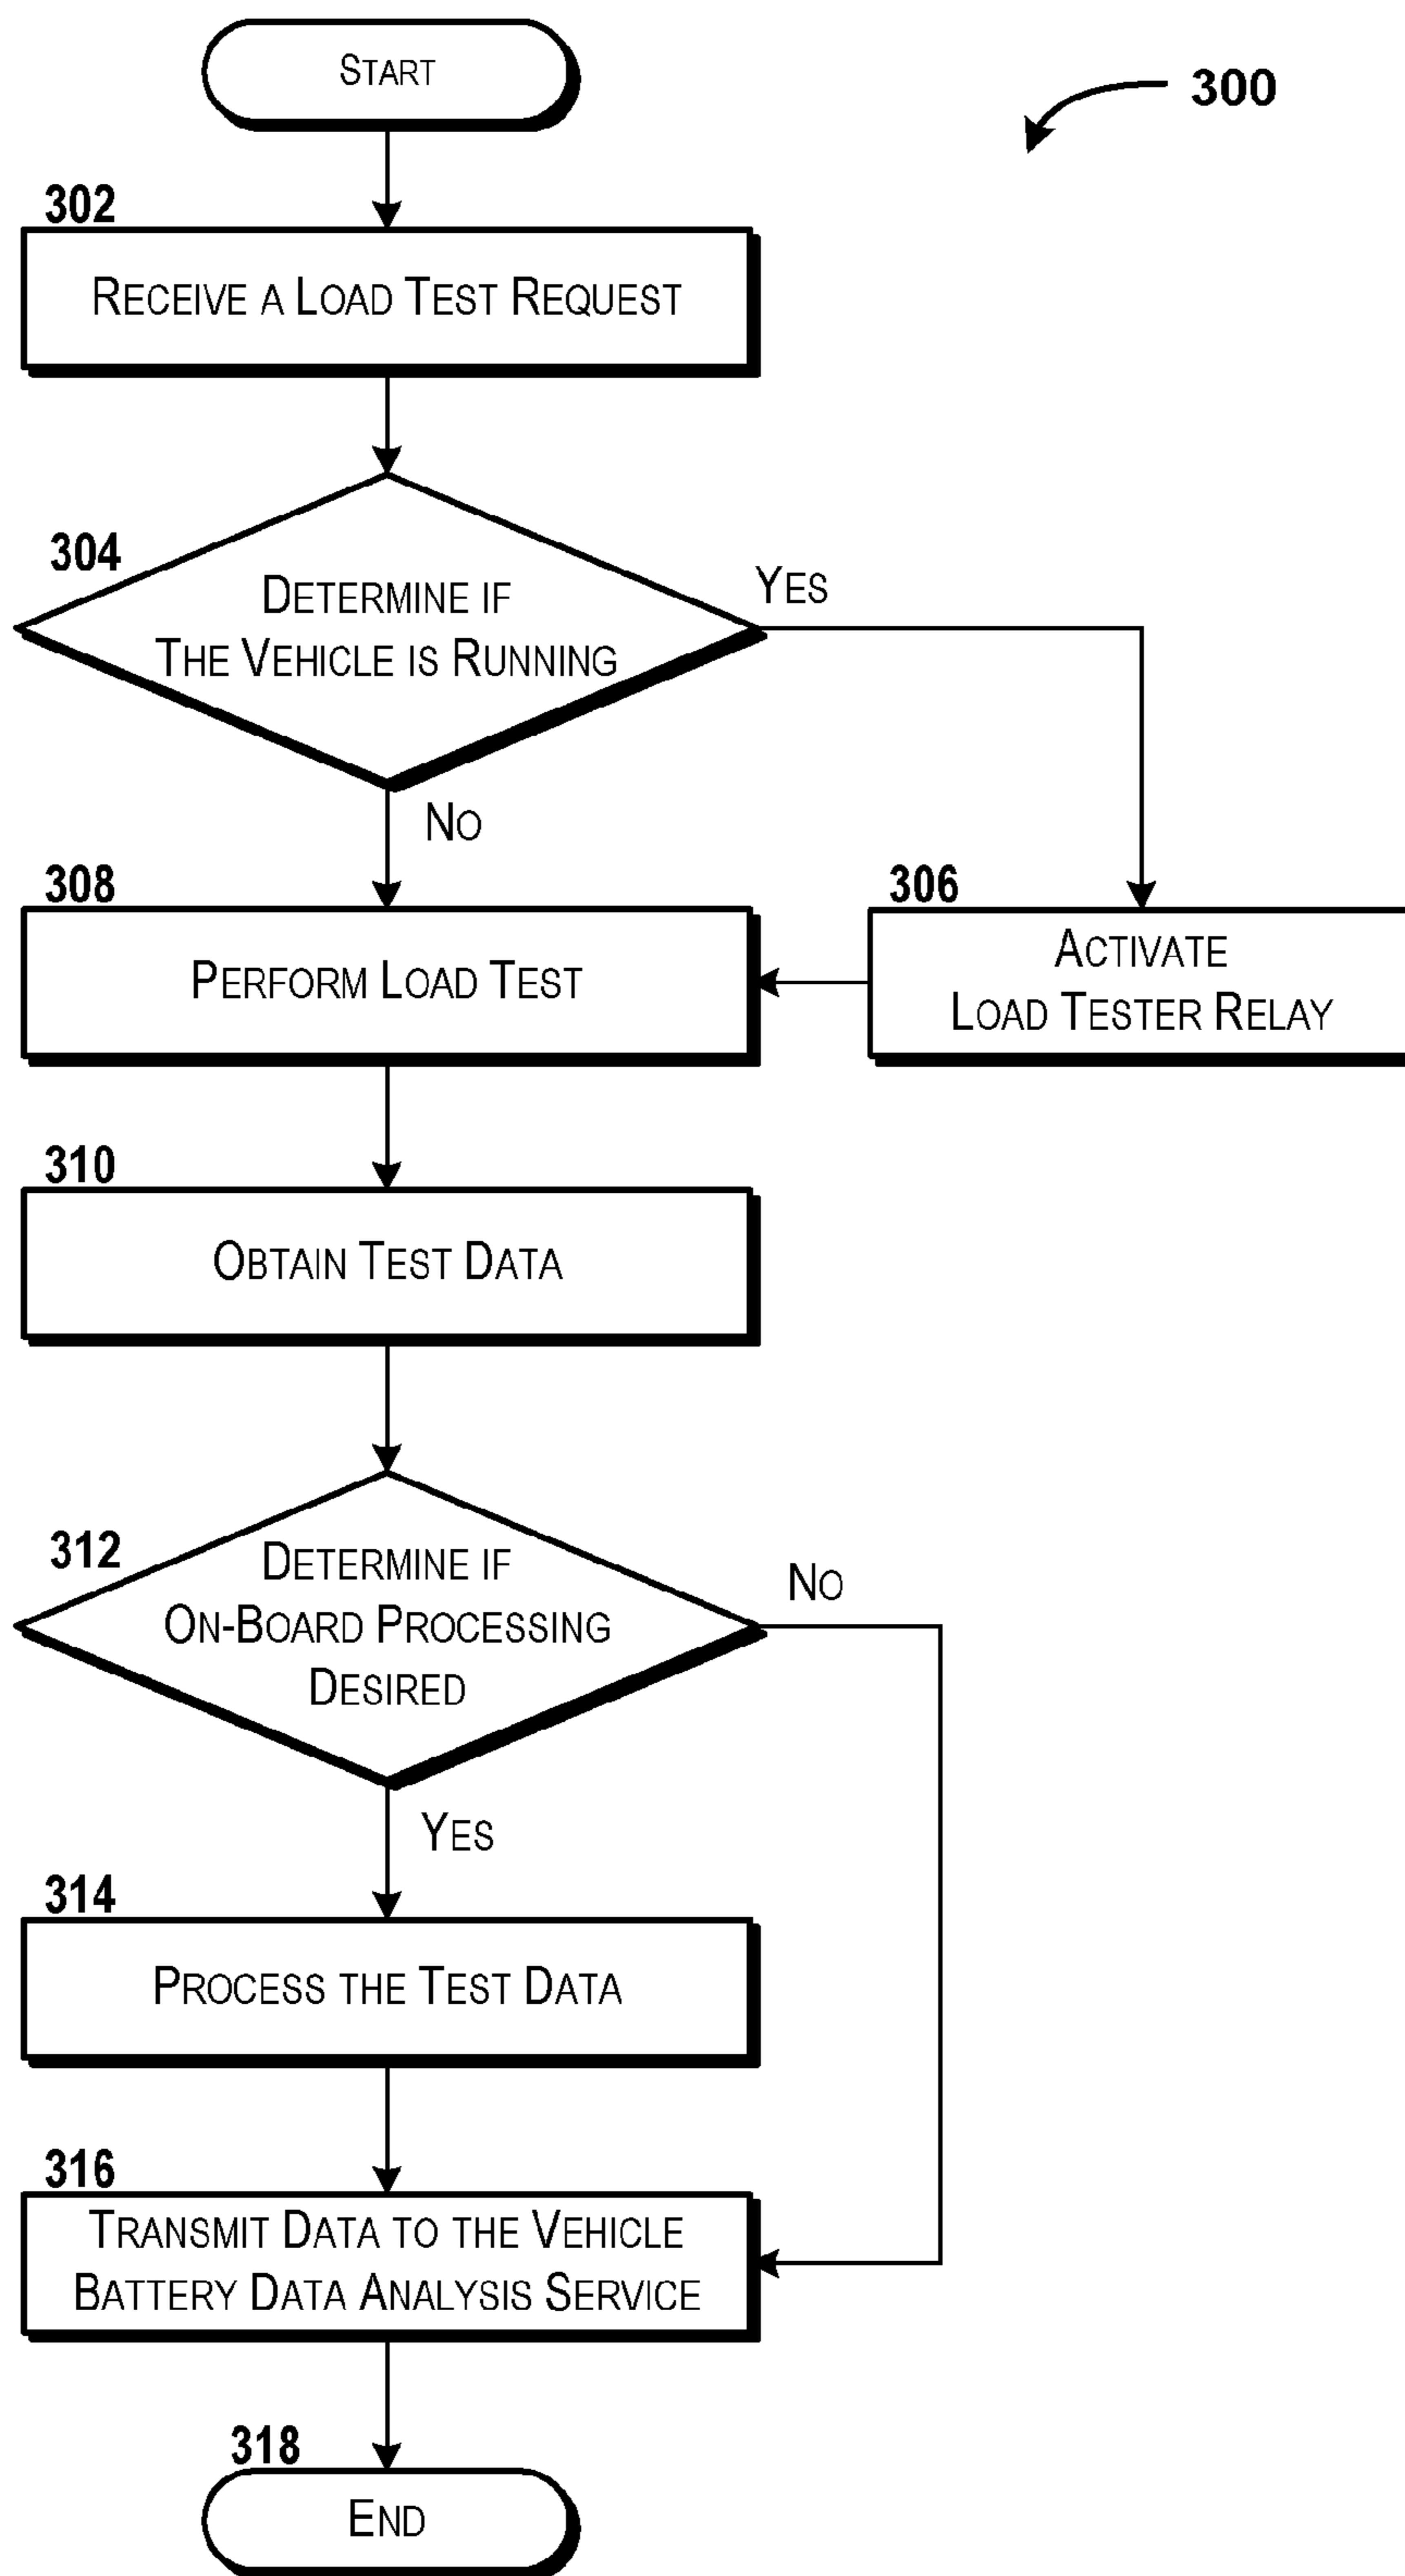 START
300
302
RECEIVE A LOAD TEST REQUEST
304
DETERMINE IF
THE VEHICLE IS RUNNING
YES
NO
308
PERFORM LOAD TEST
306
ACTIVATE
LOAD TESTER RELAY
310
OBTAIN TEST DATA
312
DETERMINE IF
ON-BOARD PROCESSING
DESIRED
NO
YES
314
PROCESS THE TEST DATA
316
TRANSMIT DATA TO THE VEHICLE
BATTERY DATA ANALYSIS SERVICE
318
END